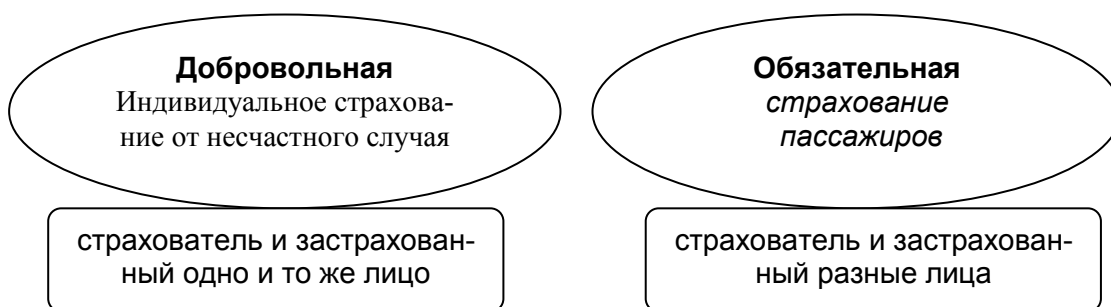 Добровольная
Индивидуальное страхова-
ние от несчастного случая
страхователь и застрахован-
ный одно и то же лицо
Обязательная
страхование
пассажиров
страхователь и застрахован-
ный разные лица